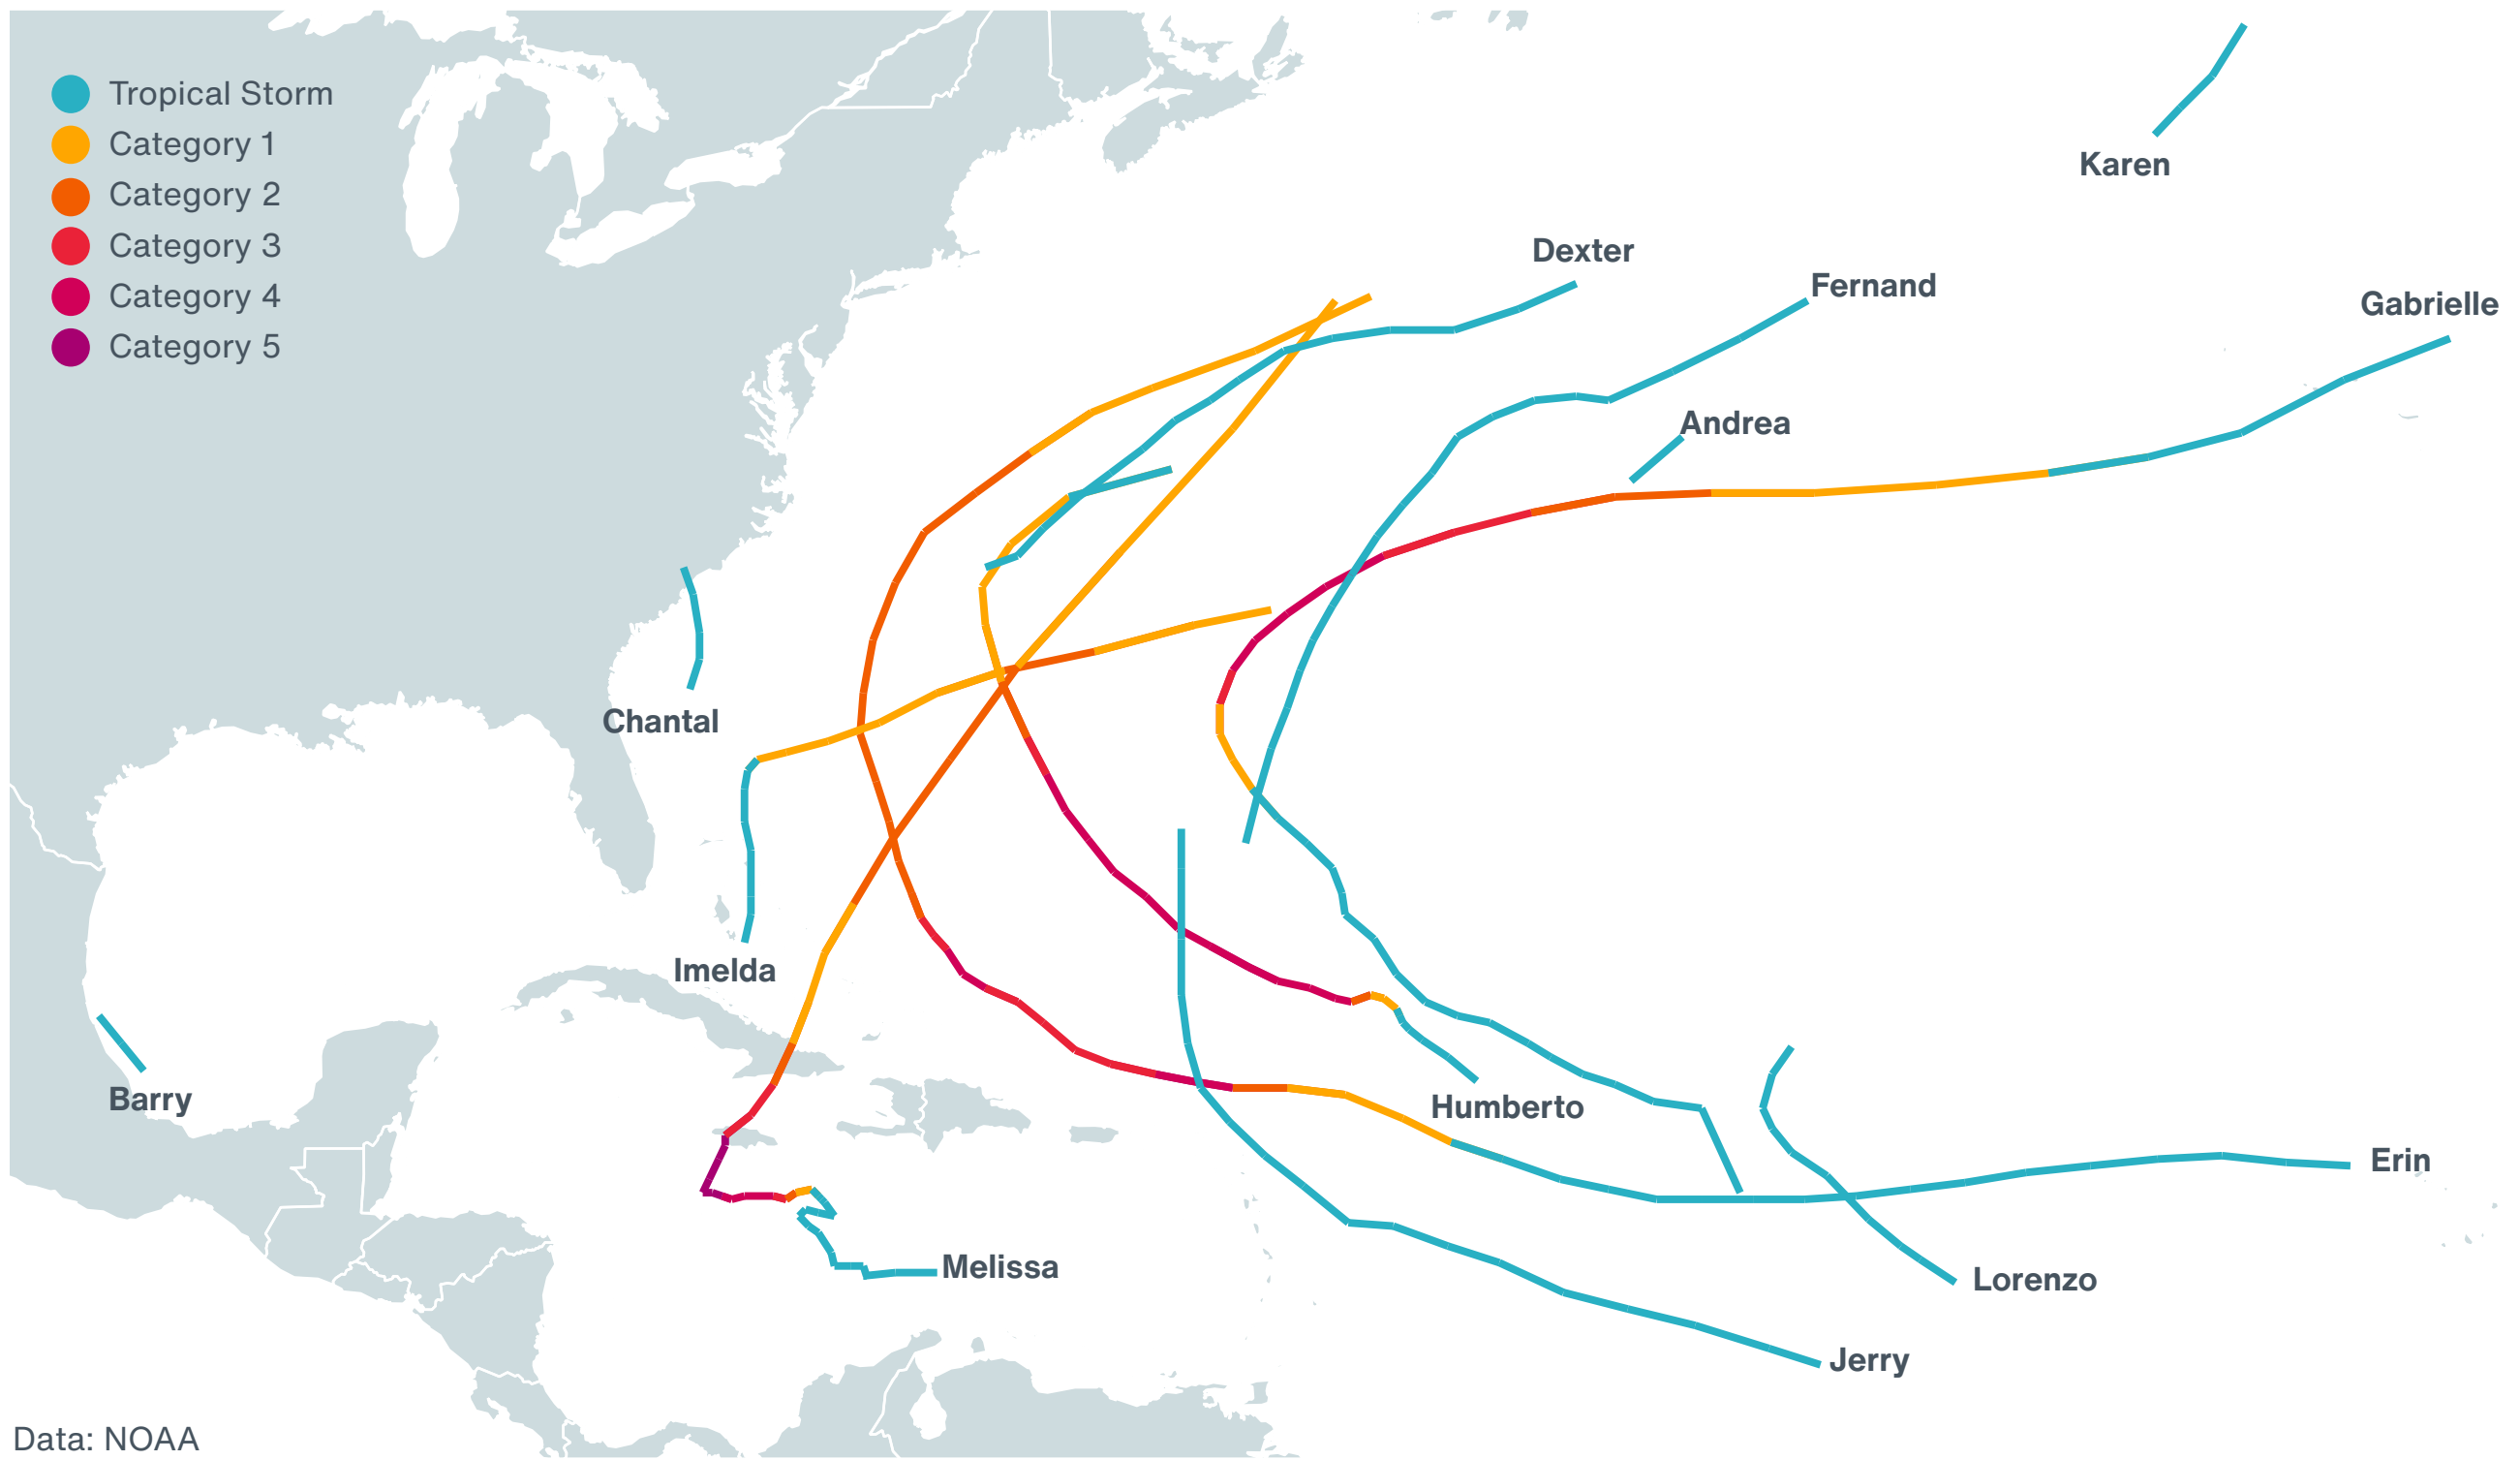 Tropical Storm
Category 1
Category 2
Category 3
Category 4
Category 5
Karen
Dexter
Fernand
Gabrielle
Andrea
Chantal
Imelda
Barry
Humberto
Erin
Melissa
Lorenzo
Jerry
Data: NOAA